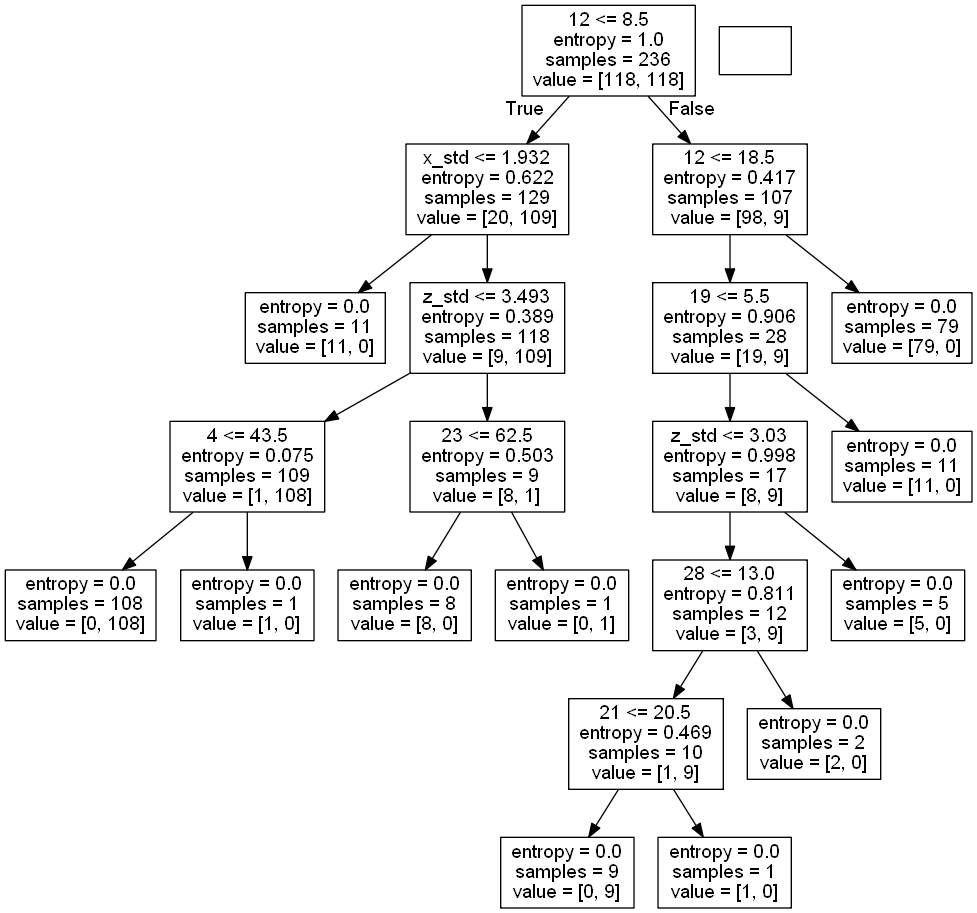 12 <= 8.5
entropy = 1.0
samples = 236
value = [118, 118]
True
False
x_std <= 1.932
entropy = 0.622
samples = 129
value = [20, 109]
12 <= 18.5
entropy = 0.417
samples = 107
value = [98, 9]
entropy = 0.0
samples = 11
value = [11, 0]
z_std <= 3.493
entropy = 0.389
samples = 118
value = [9, 109]
19 <= 5.5
entropy = 0.906
samples = 28
value = [19, 9]
entropy = 0.0
samples = 79
value = [79, 0]
4 <= 43.5
entropy = 0.075
samples = 109
value = [1, 108]
23 <= 62.5
entropy = 0.503
samples = 9
value = [8, 1]
z_std <= 3.03
entropy = 0.998
samples = 17
value = [8, 9]
entropy = 0.0
samples = 11
value = [11, 0]
entropy = 0.0
samples = 108
value = [0, 108]
entropy = 0.0
samples = 1
value = [1, 0]
entropy = 0.0
samples = 8
value = [8, 0]
entropy = 0.0
samples = 1
value = [0, 1]
28 <= 13.0
entropy = 0.811
samples = 12
value = [3, 9]
entropy = 0.0
samples = 5
value = [5, 0]
21 <= 20.5
entropy = 0.469
samples = 10
value = [1, 9]
entropy = 0.0
samples = 2
value = [2, 0]
entropy = 0.0
samples = 9
value = [0, 9]
entropy = 0.0
samples = 1
value = [1, 0]